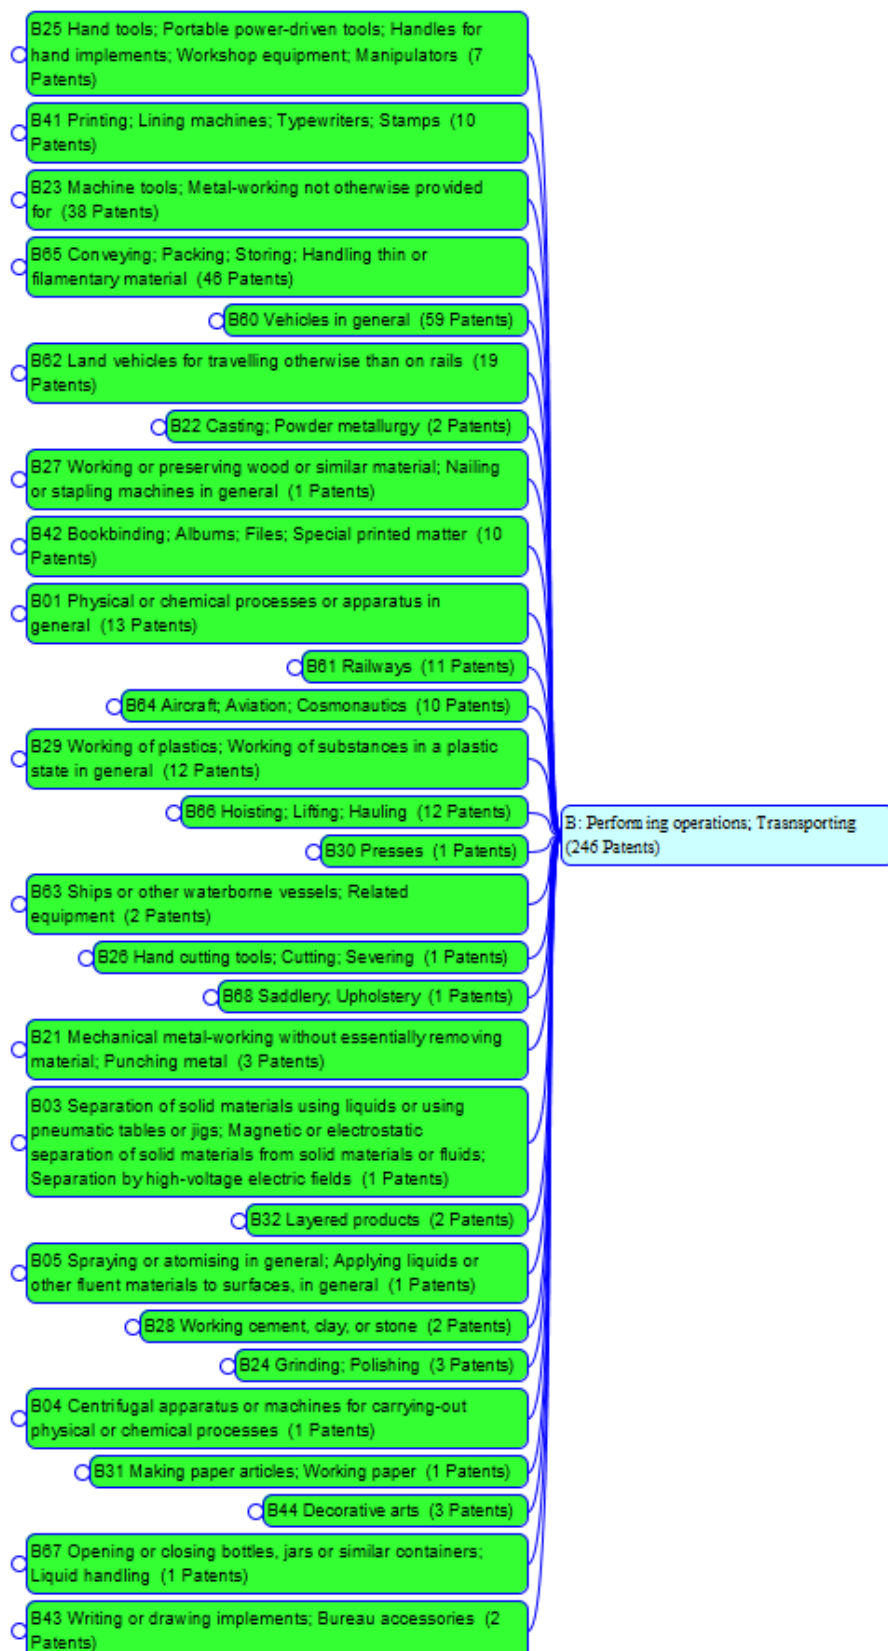 B25 Hand tools; Portable power-driven tools; Handles for
hand implements; Workshop equipment; Manipulators (7
Patents)
B41 Printing; Lining machines; Typewriters; Stamps (10
Patents)
B23 Machine tools; Metal-working not otherwise provided
for (38 Patents)
B65 Conveying; Packing; Storing; Handling thin or
filamentary material (46 Patents)
B60 Vehicles in general (59 Patents)
B62 Land vehicles for travelling otherwise than on rails (19
Patents)
B22 Casting; Powder metallurgy (2 Patents)
B27 Working or preserving wood or similar material; Nailing
or stapling machines in general (1 Patents)
B42 Bookbinding; Albums; Files; Special printed matter (10
Patents)
B01 Physical or chemical processes or apparatus in
general (13 Patents)
B61 Railways (11 Patents)
B64 Aircraft; Aviation; Cosmonautics (10 Patents)
B29 Working of plastics; Working of substances in a plastic
state in general (12 Patents)
B66 Hoisting; Lifting; Hauling (12 Patents)
B30 Presses (1 Patents)
B: Performing operations; Trasnsporting
(246 Patents)
B63 Ships or other waterborne vessels; Related
equipment (2 Patents)
B26 Hand cutting tools; Cutting; Severing (1 Patents)
B68 Saddlery; Upholstery (1 Patents)
B21 Mechanical metal-working without essentially removing
material; Punching metal (3 Patents)
B03 Separation of solid materials using liquids or using
pneumatic tables or jigs; Magnetic or electrostatic
separation of solid materials from solid materials or fluids;
Separation by high-voltage electric fields (1 Patents)
B32 Layered products (2 Patents)
B05 Spraying or atomising in general; Applying liquids or
other fluent materials to surfaces, in general (1 Patents)
B28 Working cement, clay, or stone (2 Patents)
B24 Grinding; Polishing (3 Patents)
B04 Centrifugal apparatus or machines for carrying-out
physical or chemical processes (1 Patents)
B31 Making paper articles; Working paper (1 Patents)
B44 Decorative arts (3 Patents)
B67 Opening or closing bottles, jars or similar containers;
Liquid handling (1 Patents)
B43 Writing or drawing implements; Bureau accessories (2
Patents)